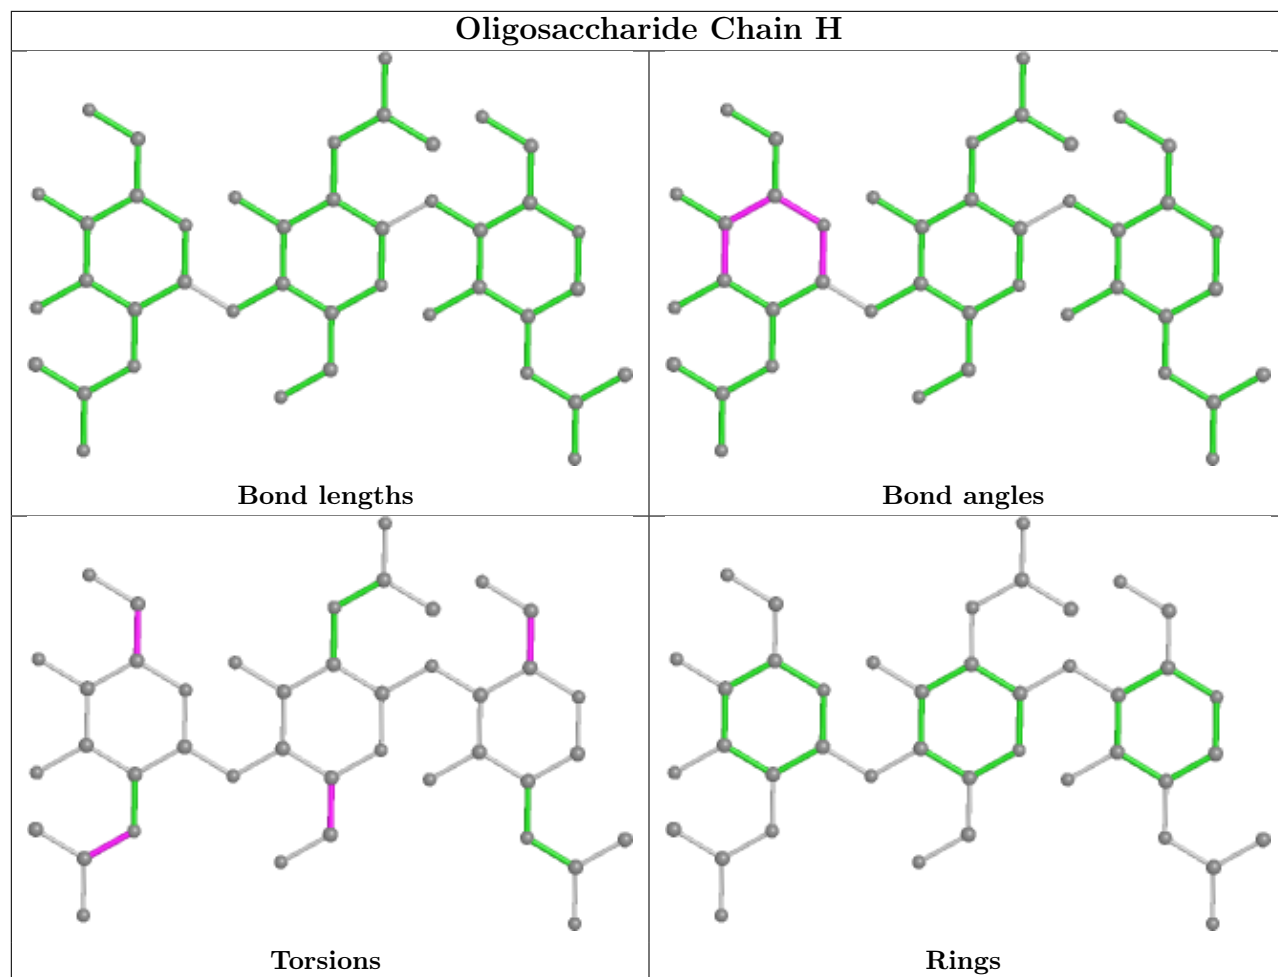 Oligosaccharide Chain H
Bond lengths
Bond angles
Torsions
Rings